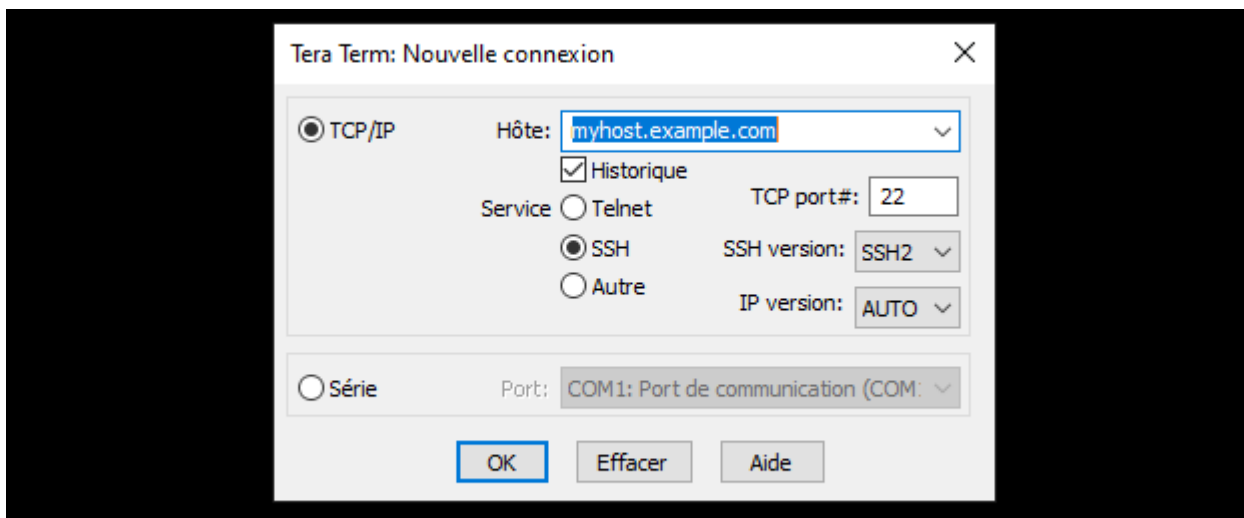 Tera Term: Nouvelle connexion
TCP/IP Hôte: myhost.example.com
Historique
Service Telnet TCP port#: 22
SSH SSH version: SSH2
Autre IP version: AUTO
Série Port: COM1: Port de communication (COM
OK Effacer Aide